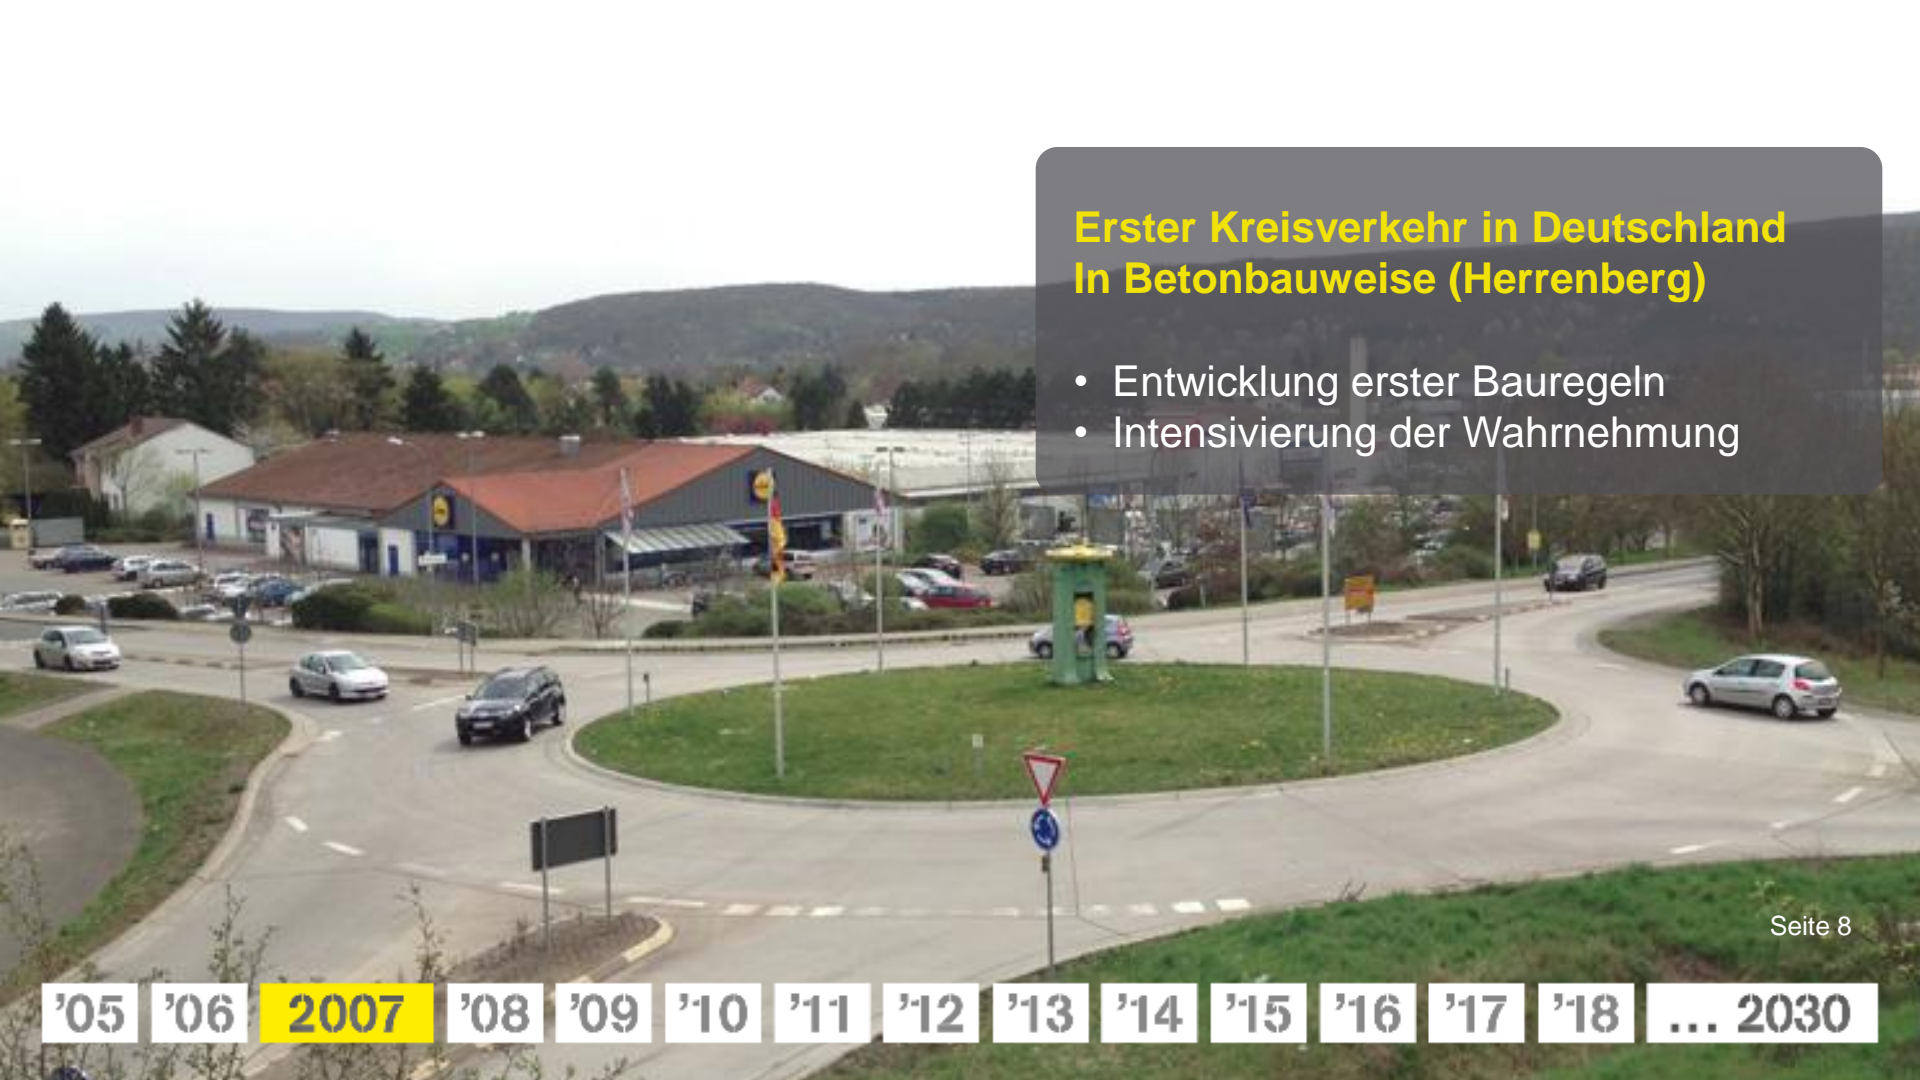 Erster Kreisverkehr in Deutschland
In Betonbauweise (Herrenberg)
• Entwicklung erster Bauregeln
• Intensivierung der Wahrnehmung
Seite 8
’05 ’06 2007 ’08 ’09 ’10 ’11 ’12 ’13 ’14 ’15 ’16 ’17 ’18 ... 2030